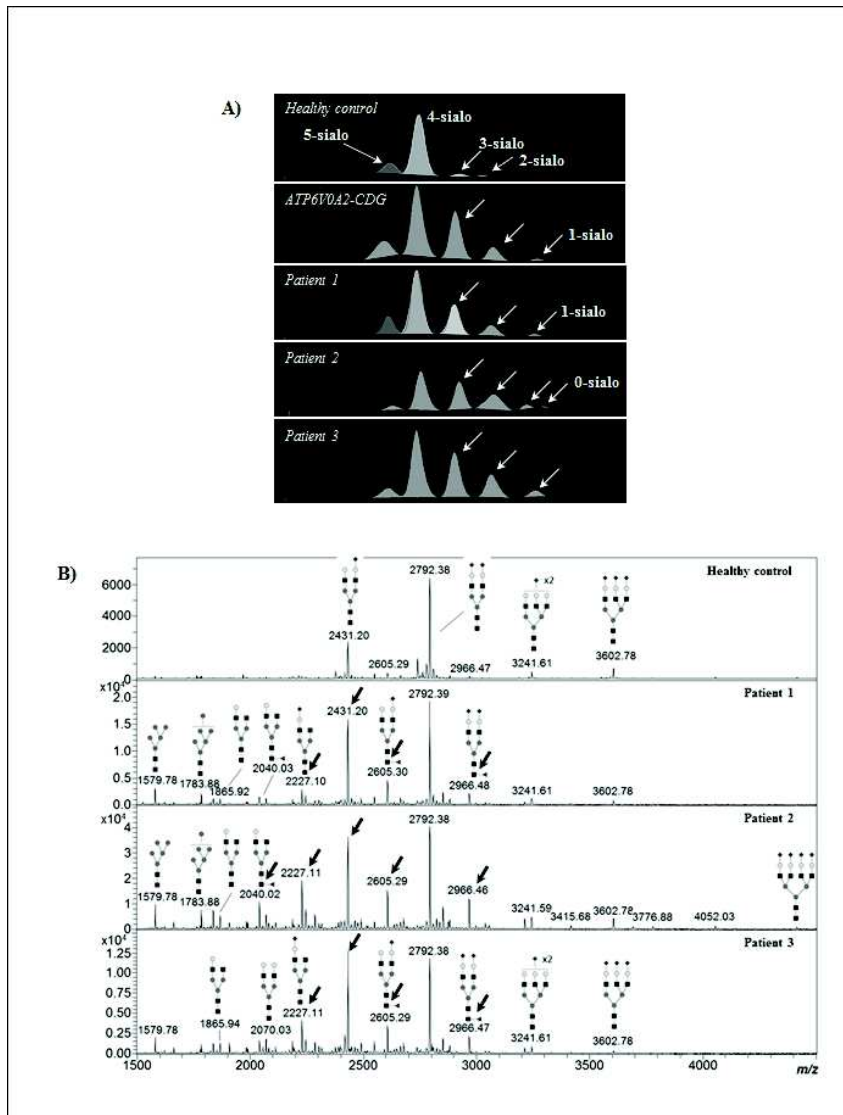 A)
Healthy control
5-sialo
4-sialo
3-sialo
2-sialo
ATP6V0A2-CDG
1-sialo
Patient 1
1-sialo
Patient 2
0-sialo
Patient 3
B)
Healthy control
x2
6000
4000
2000
0
2431.20
2605.29
2792.38
2966.47
3241.61
3602.78
x10⁴
Patient 1
2.0
1.5
1.0
0.5
0.0
1579.78
1783.88
1865.92
2040.03
2227.10
2431.20
2605.30
2792.39
2966.48
3241.61
3602.78
x10⁴
Patient 2
4
3
2
1
0
1579.78
1783.88
2040.02
2227.11
2605.29
2792.38
2966.46
3241.59
3415.68
3602.78
3776.88
4052.03
x10⁴
Patient 3
x2
1.25
1.00
0.75
0.50
0.25
0.00
1579.78
1865.94
2070.03
2227.11
2605.29
2792.38
2966.47
3241.61
3602.78
1500 2000 2500 3000 3500 4000 m/z